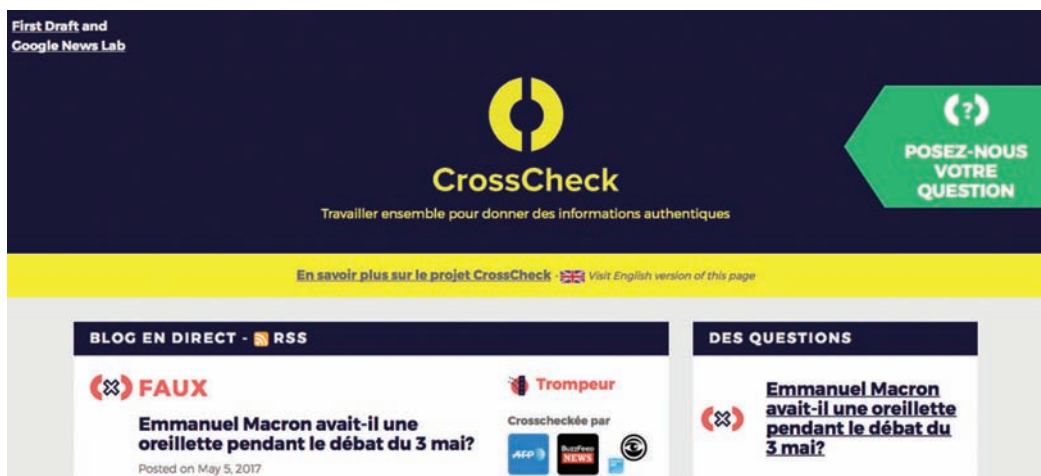 First Draft and
Google News Lab
CrossCheck
Travailler ensemble pour donner des informations authentiques
(?)
POSEZ-NOUS
VOTRE
QUESTION
En savoir plus sur le projet CrossCheck - Visit English version of this page
BLOG EN DIRECT - RSS
FAUX
Emmanuel Macron avait-il une
oreillette pendant le débat du 3 mai?
Posted on May 5, 2017
Trompeur
Crosscheckée par
AFP
BuzzFeed
NEWS
DES QUESTIONS
Emmanuel Macron
avait-il une oreillette
pendant le débat du
3 mai?